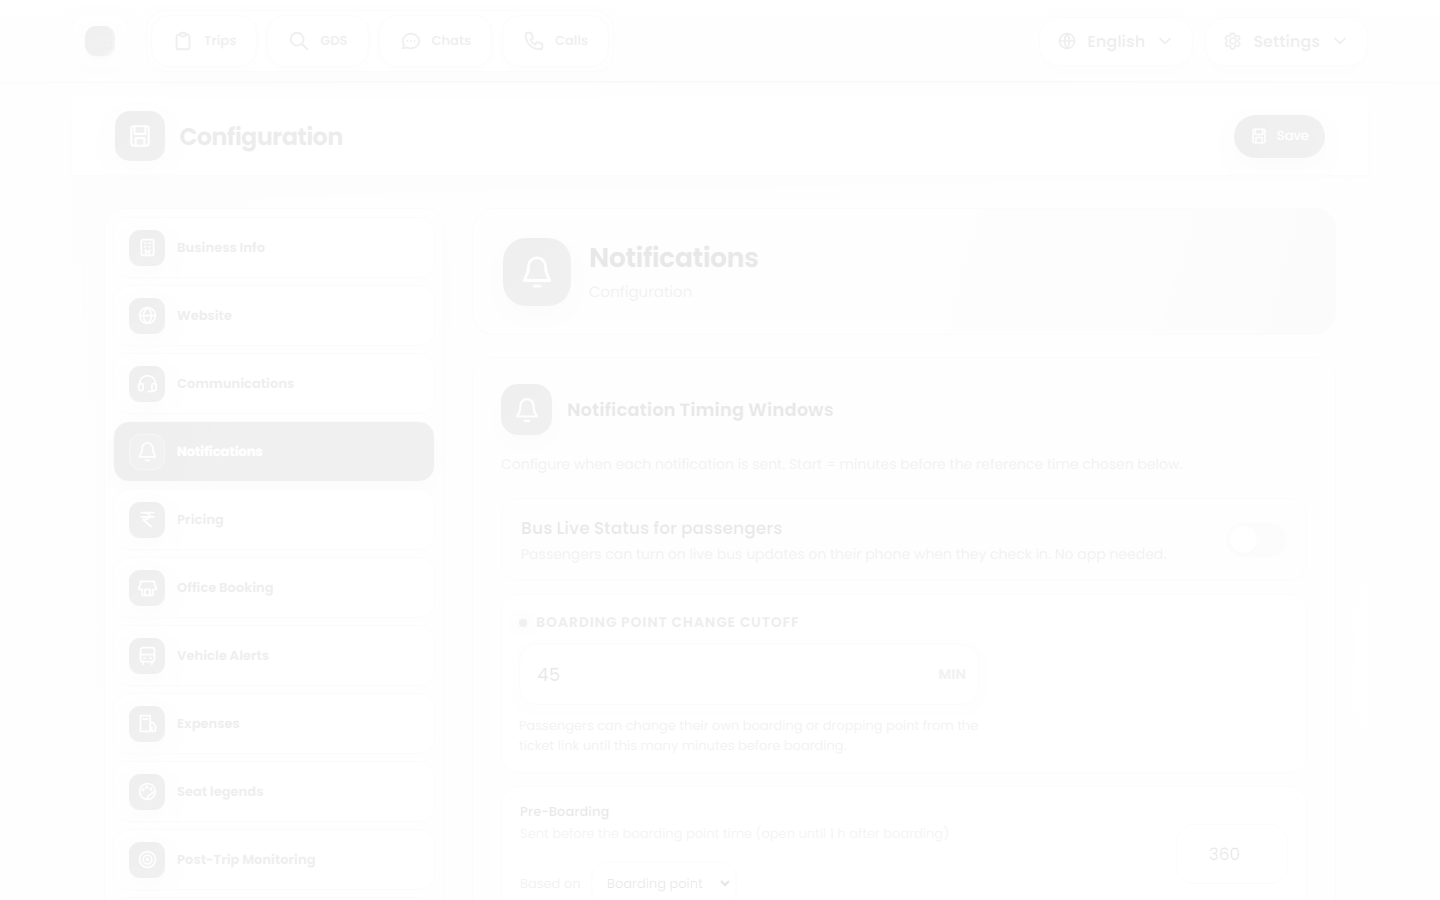 Trips
GDS
Chats
Calls
English
Settings
Configuration
Save
Business Info
Website
Communications
Notifications
Pricing
Office Booking
Vehicle Alerts
Expenses
Seat legends
Post-Trip Monitoring
Notifications
Configuration
Notification Timing Windows
Configure when each notification is sent. Start = minutes before the reference time chosen below.
Bus Live Status for passengers
Passengers can turn on live bus updates on their phone when they check in. No app needed.
BOARDING POINT CHANGE CUTOFF
45 MIN
Passengers can change their own boarding or dropping point from the
ticket link until this many minutes before boarding.
Pre-Boarding
Sent before the boarding point time (open until 1 h after boarding)
360
Based on Boarding point